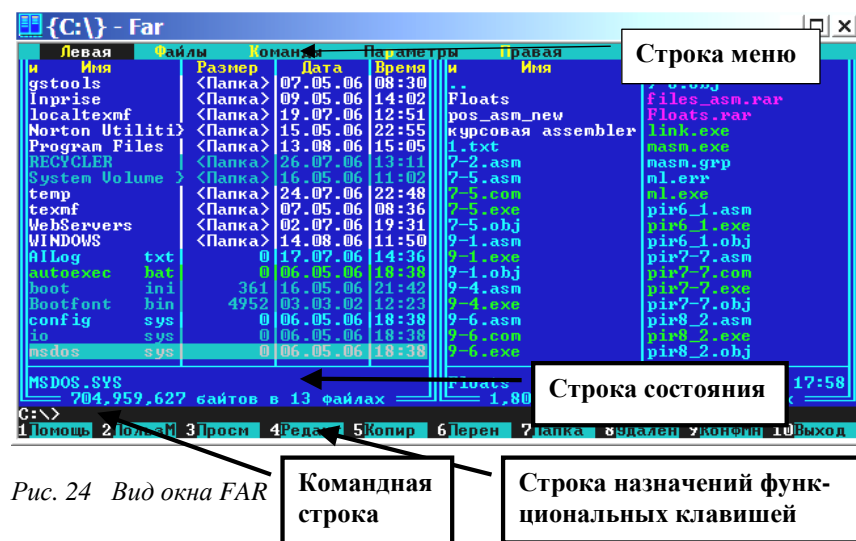 {C:\} - Far
Левая Файлы Команды Параметры Правая
Строка меню
и Имя Размер Дата Время и Имя
gstools <Папка> 07.05.06 08:30 ..
Inprise <Папка> 09.05.06 14:02 Floats files_asm.rar
localtexmf <Папка> 19.07.06 12:51 pos_asm_new Floats.rar
Norton Utiliti} <Папка> 15.05.06 22:55 курсовая assembler link.exe
Program Files <Папка> 13.08.06 15:05 1.txt masm.exe
RECYCLER <Папка> 26.07.06 13:11 7-2.asm masm.grp
System Volume } <Папка> 16.05.06 11:02 7-5.asm ml.err
temp <Папка> 24.07.06 22:48 7-5.com ml.exe
texmf <Папка> 07.05.06 08:36 7-5.exe pir6_1.asm
WebServers <Папка> 02.07.06 19:31 7-5.obj pir6_1.exe
WINDOWS <Папка> 14.08.06 11:50 9-1.asm pir6_1.obj
AILog txt 0 17.07.06 14:36 9-1.exe pir7-7.asm
autoexec bat 0 06.05.06 18:38 9-1.obj pir7-7.com
boot ini 361 16.05.06 21:42 9-4.asm pir7-7.exe
Bootfont bin 4952 03.03.02 12:23 9-4.exe pir7-7.obj
config sys 0 06.05.06 18:38 9-6.asm pir8_2.asm
io sys 0 06.05.06 18:38 9-6.com pir8_2.exe
msdos sys 0 06.05.06 18:38 9-6.exe pir8_2.obj
MSDOS.SYS Floats 17:58
Строка состояния
704,959,627 байтов в 13 файлах 1,80
C:\>
1Помощь 2ПользМ 3Просм 4Редак 5Копир 6Перен 7Папка 8Удален 9КонфМн 10Выход
Рис. 24 Вид окна FAR
Командная
строка
Строка назначений функ-
циональных клавишей